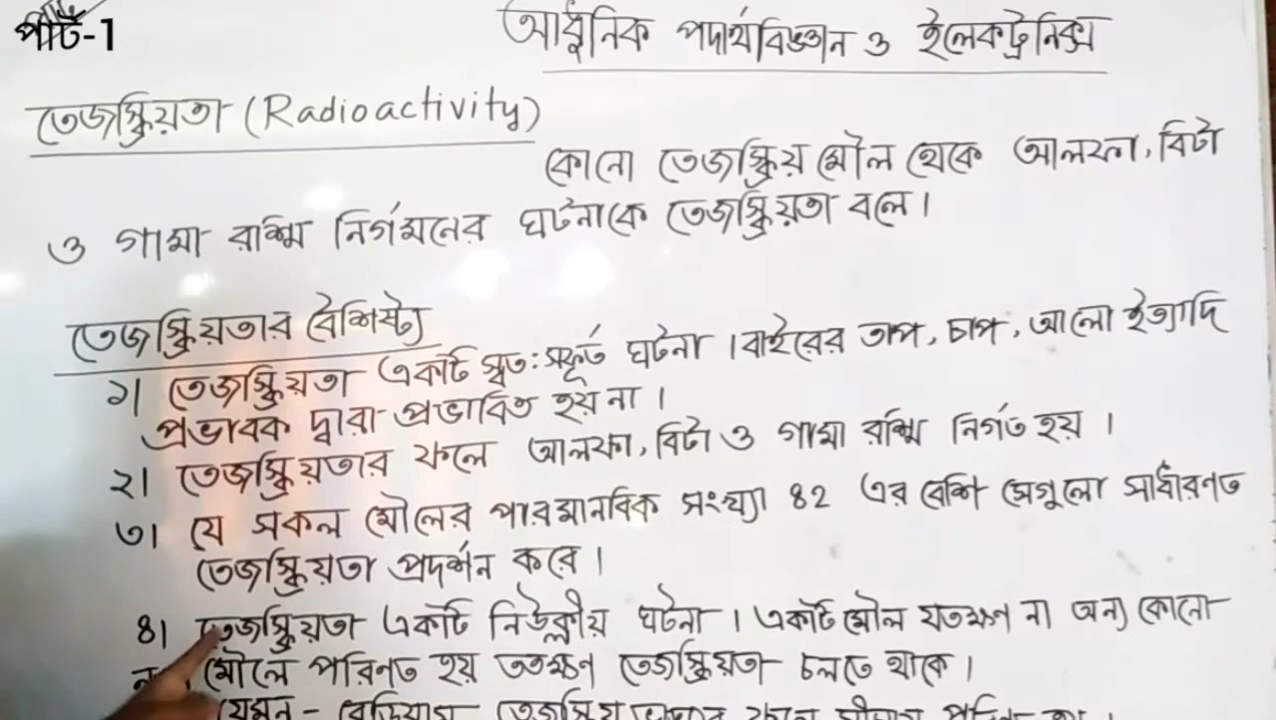 পার্ট-1
আধুনিক পদার্থবিজ্ঞান ও ইলেকট্রনিক্স
তেজস্ক্রিয়তা (Radioactivity)
কোনো তেজস্ক্রিয় মৌল থেকে আলফা, বিটা
ও গামা রাশ্মি নির্গমনের ঘটনাকে তেজস্ক্রিয়তা বলে।
তেজস্ক্রিয়তার বৈশিষ্ট্য
১। তেজস্ক্রিয়তা একটি স্বত:স্ফূর্ত ঘটনা। বাইরের তাপ, চাপ, আলো ইত্যাদি
প্রভাবক দ্বারা প্রভাবিত হয় না।
২। তেজস্ক্রিয়তার ফলে আলফা, বিটা ও গামা রশ্মি নির্গত হয়।
৩। যে সকল মৌলের পারমানবিক সংখ্যা ৪2 এর বেশি সেগুলো সাধারণত
তেজস্ক্রিয়তা প্রদর্শন করে।
৪। তেজস্ক্রিয়তা একটি নিউক্লীয় ঘটনা। একটি মৌল যতক্ষণ না অন্য কোনো
মৌলে পরিণত হয় ততক্ষণ তেজস্ক্রিয়তা চলতে থাকে।
যেমন - রেডিয়াম